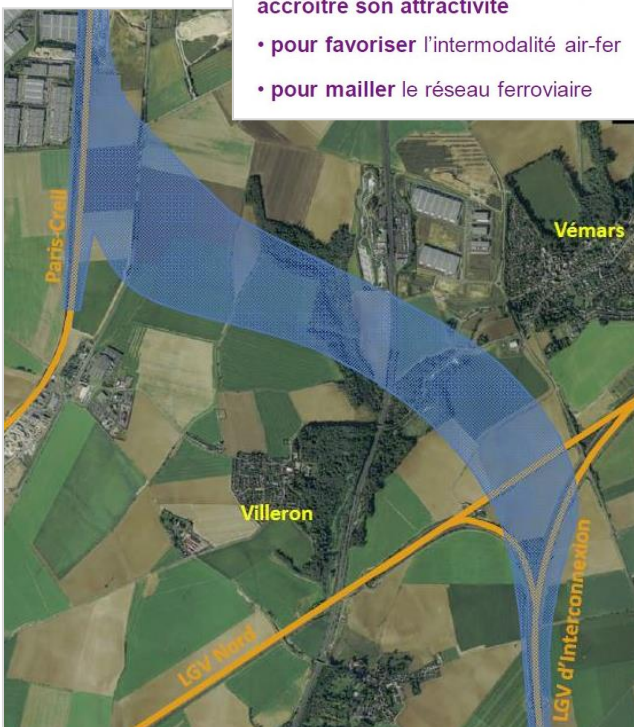 accroître son attractivité
• pour favoriser l'intermodalité air-fer
• pour mailler le réseau ferroviaire
Paris-Creil
Vémars
Villeron
LGV Nord
LGV d'Interconnexion